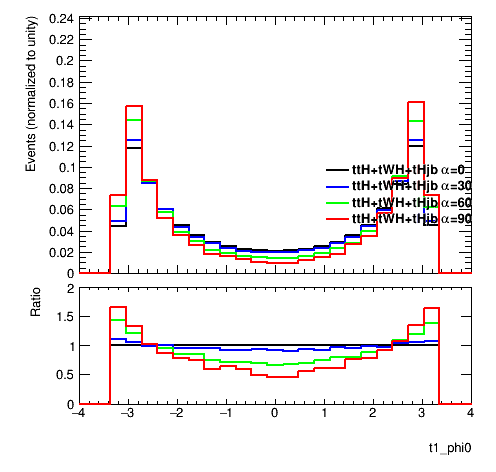 Events (normalized to unity)
0.24
0.22
0.2
0.18
0.16
0.14
0.12
0.1
0.08
0.06
0.04
0.02
0
ttH+tWH+tHjb α=0
ttH+tWH+tHjb α=30
ttH+tWH+tHjb α=60
ttH+tWH+tHjb α=90
Ratio
2
1.5
1
0.5
0
−4 −3 −2 −1 0 1 2 3 4
t1_phi0